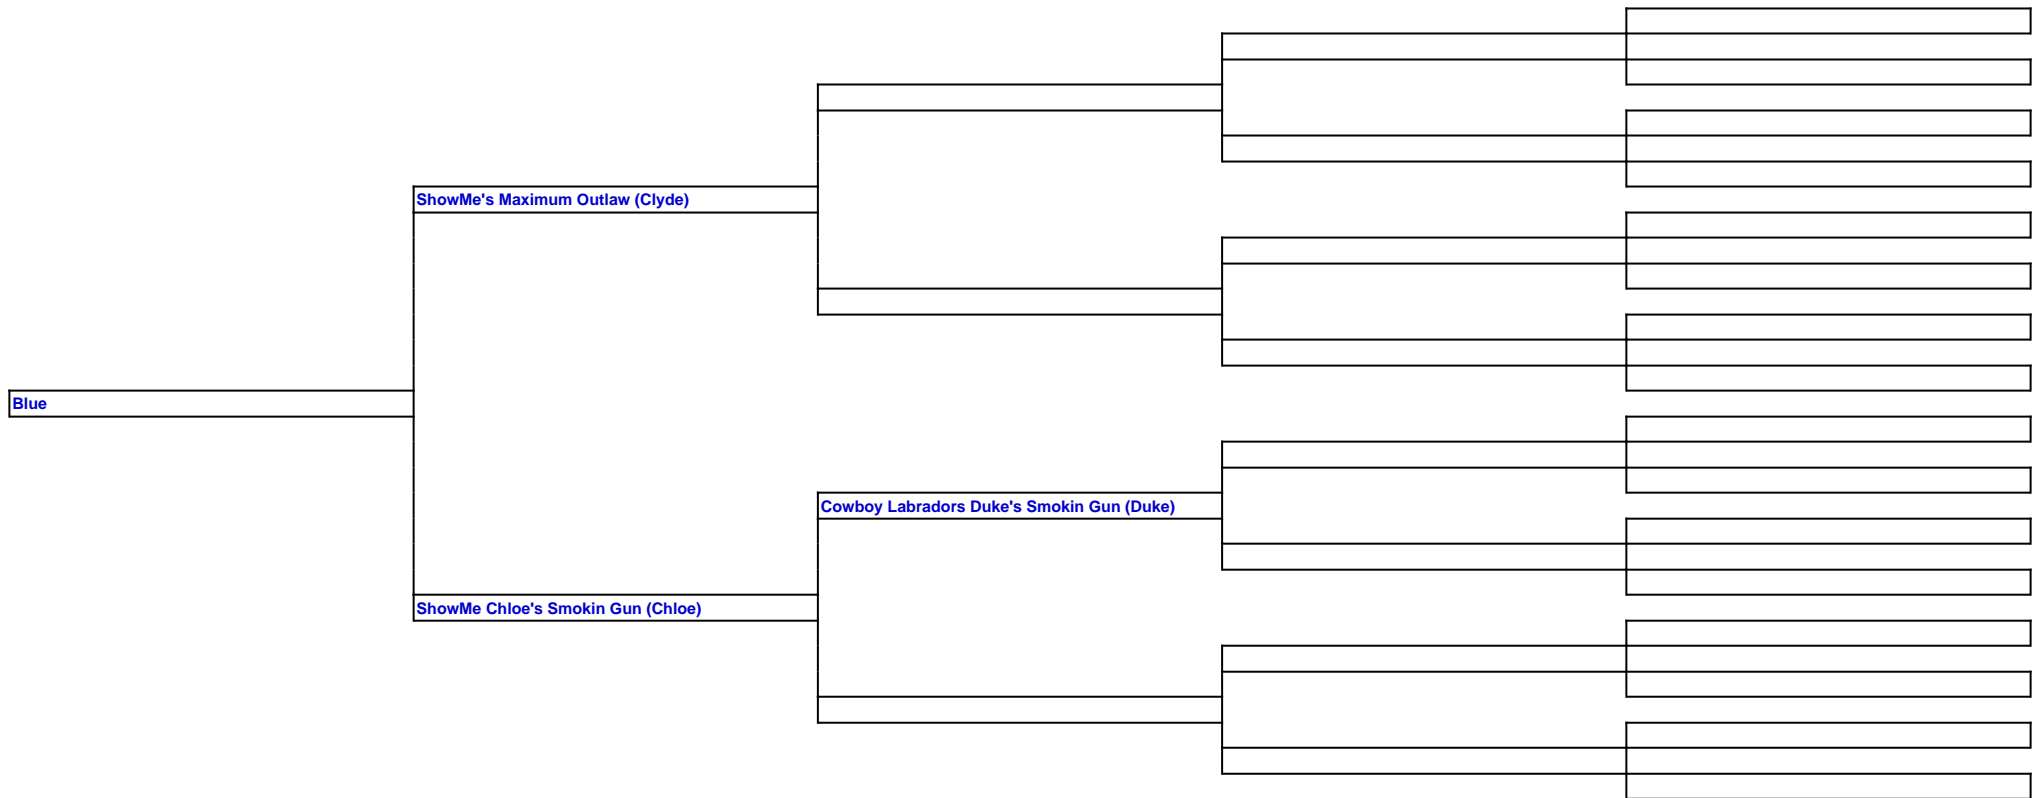 ShowMe's Maximum Outlaw (Clyde)
Blue
Cowboy Labradors Duke's Smokin Gun (Duke)
ShowMe Chloe's Smokin Gun (Chloe)